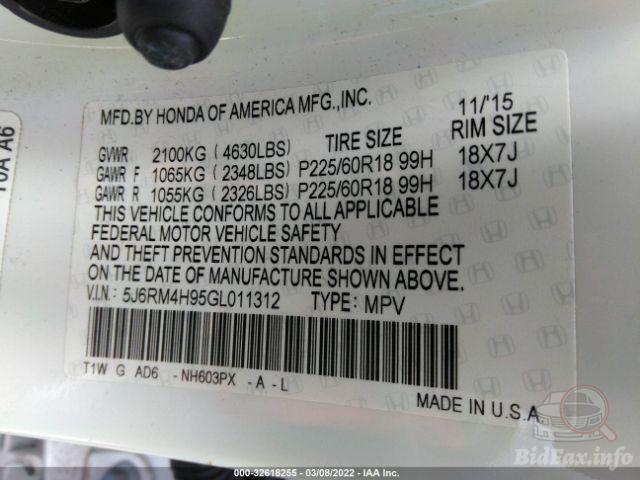 MFD.BY HONDA OF AMERICA MFG.,INC. 11/'15
GVWR 2100KG (4630LBS) TIRE SIZE RIM SIZE
GAWR F 1065KG (2348LBS) P225/60R18 99H 18X7J
GAWR R 1055KG (2326LBS) P225/60R18 99H 18X7J
THIS VEHICLE CONFORMS TO ALL APPLICABLE
FEDERAL MOTOR VEHICLE SAFETY
AND THEFT PREVENTION STANDARDS IN EFFECT
ON THE DATE OF MANUFACTURE SHOWN ABOVE.
V.I.N.: 5J6RM4H95GL011312 TYPE: MPV
T1W G AD6 -NH603PX -A -L
MADE IN U.S.A
10A A6
BidFax.info
000-32618255 - 03/08/2022 - IAA Inc.